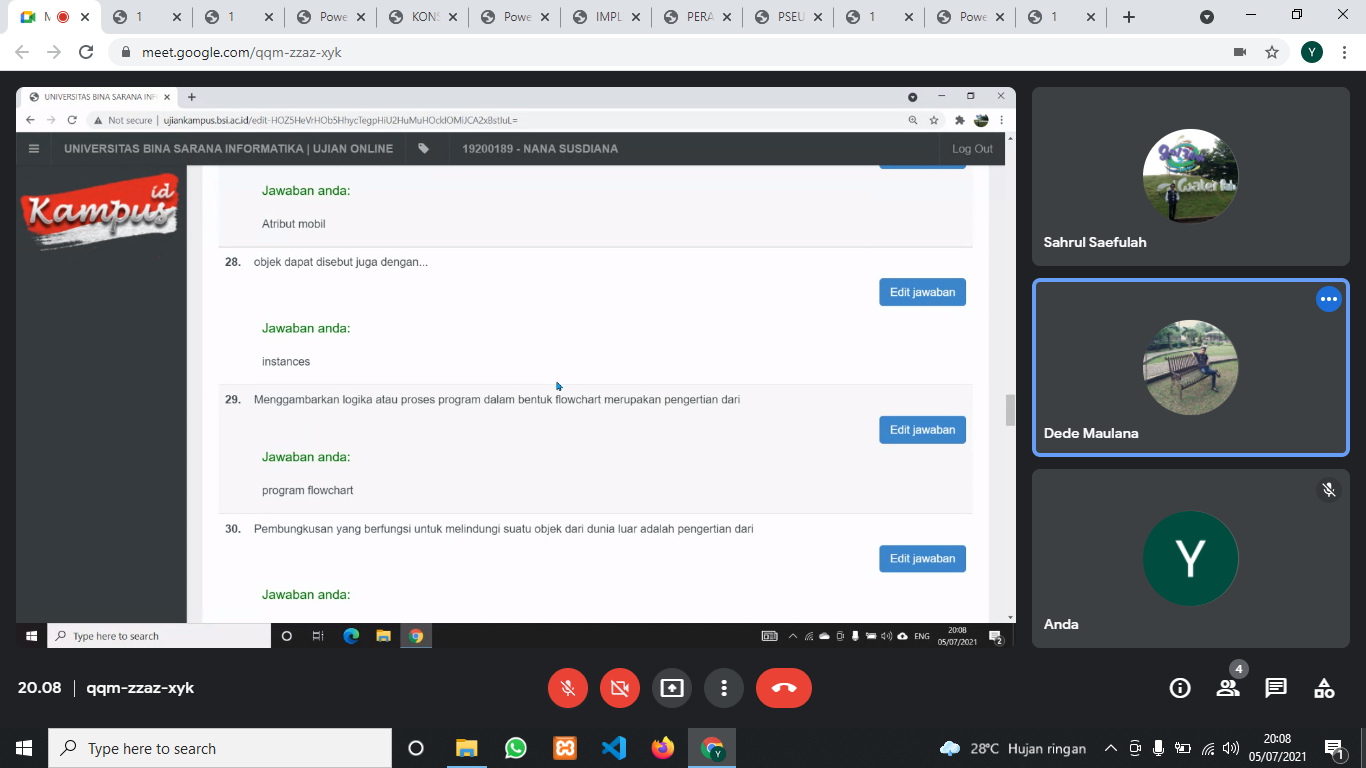 M
1
1
Powe
KONS
Powe
IMPL
PERA
PSEU
1
Powe
1
meet.google.com/qqm-zzaz-xyk
Y
UNIVERSITAS BINA SARANA INF
Not secure | ujiankampus.bsi.ac.id/edit-HOZ5HeVrHOb5HhycTegpHiU2HuMuHOckIOMiJCA2xBstIuL=
UNIVERSITAS BINA SARANA INFORMATIKA | UJIAN ONLINE
19200189 - NANA SUSDIANA
Log Out
Kampus id
Jawaban anda:
Atribut mobil
28. objek dapat disebut juga dengan...
Edit jawaban
Jawaban anda:
instances
29. Menggambarkan logika atau proses program dalam bentuk flowchart merupakan pengertian dari
Edit jawaban
Jawaban anda:
program flowchart
30. Pembungkusan yang berfungsi untuk melindungi suatu objek dari dunia luar adalah pengertian dari
Edit jawaban
Jawaban anda:
Type here to search
ENG
20:08
05/07/2021
2
Sahrul Saefulah
Dede Maulana
Y
Anda
20.08 | qqm-zzaz-xyk
4
Type here to search
Y
28°C Hujan ringan
20:08
05/07/2021
1